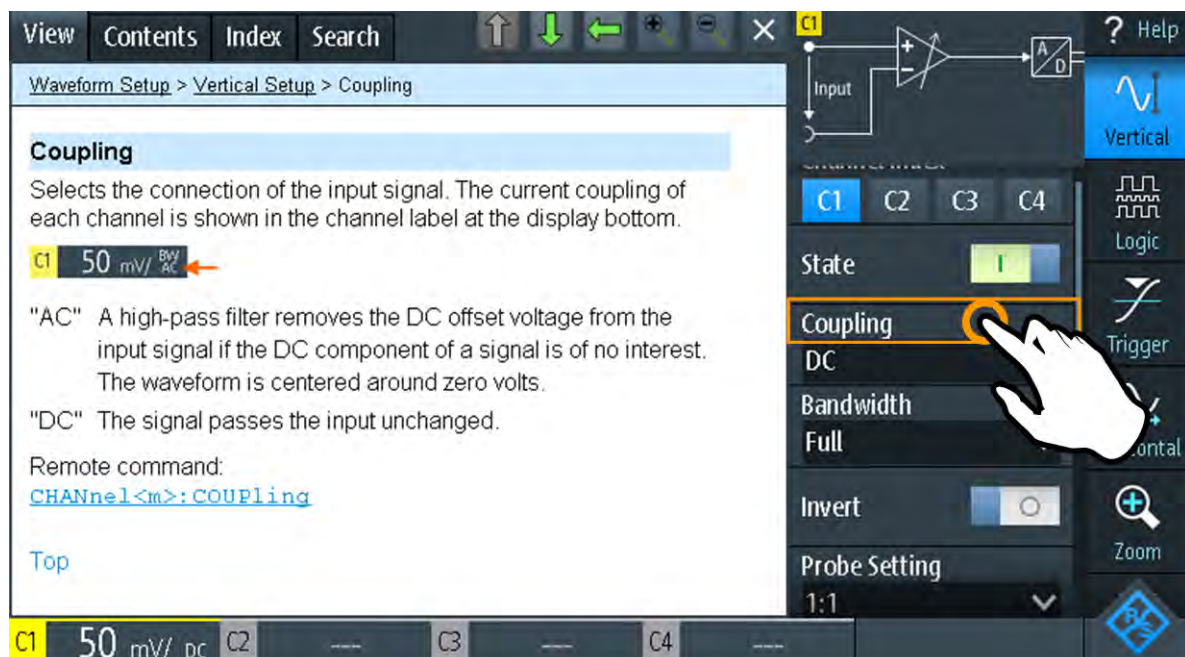 View Contents Index Search
Waveform Setup > Vertical Setup > Coupling
Coupling
Selects the connection of the input signal. The current coupling of
each channel is shown in the channel label at the display bottom.
C1 50 mV/ BW
AC
"AC" A high-pass filter removes the DC offset voltage from the
input signal if the DC component of a signal is of no interest.
The waveform is centered around zero volts.
"DC" The signal passes the input unchanged.
Remote command:
CHANnel<m>:COUPling
Top
C1
+
-
A
D
Input
C1 C2 C3 C4
State
I
Coupling
DC
Bandwidth
Full
Invert
Probe Setting
1:1
? Help
Vertical
Logic
Trigger
Zoom
R&S
C1 50 mV/ DC C2 --- C3 --- C4 ---